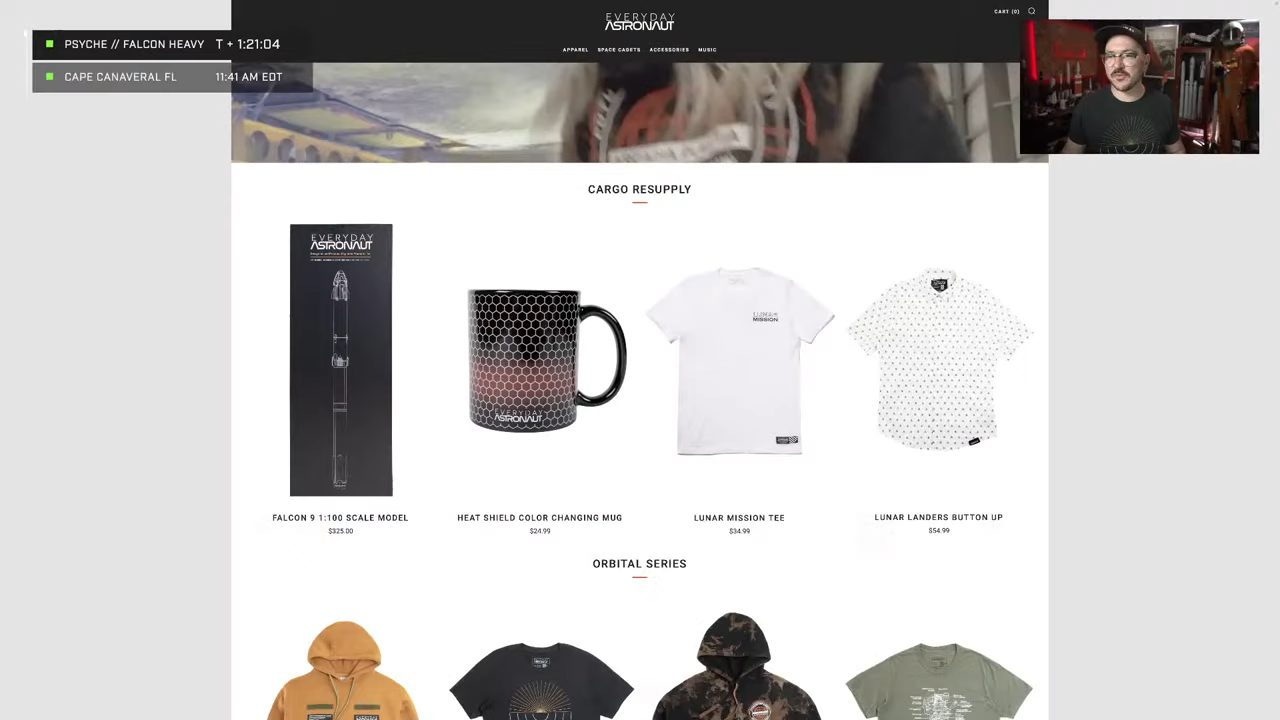 PSYCHE // FALCON HEAVY T + 1:21:04
CAPE CANAVERAL FL 11:41 AM EDT
EVERYDAY
ASTRONAUT
CART (0)
APPAREL SPACE CADETS ACCESSORIES MUSIC
CARGO RESUPPLY
EVERYDAY
ASTRONAUT
EVERYDAY
ASTRONAUT
LUNAR
MISSION
FALCON 9 1:100 SCALE MODEL
$325.00
HEAT SHIELD COLOR CHANGING MUG
$24.99
LUNAR MISSION TEE
$34.99
LUNAR LANDERS BUTTON UP
$54.99
ORBITAL SERIES